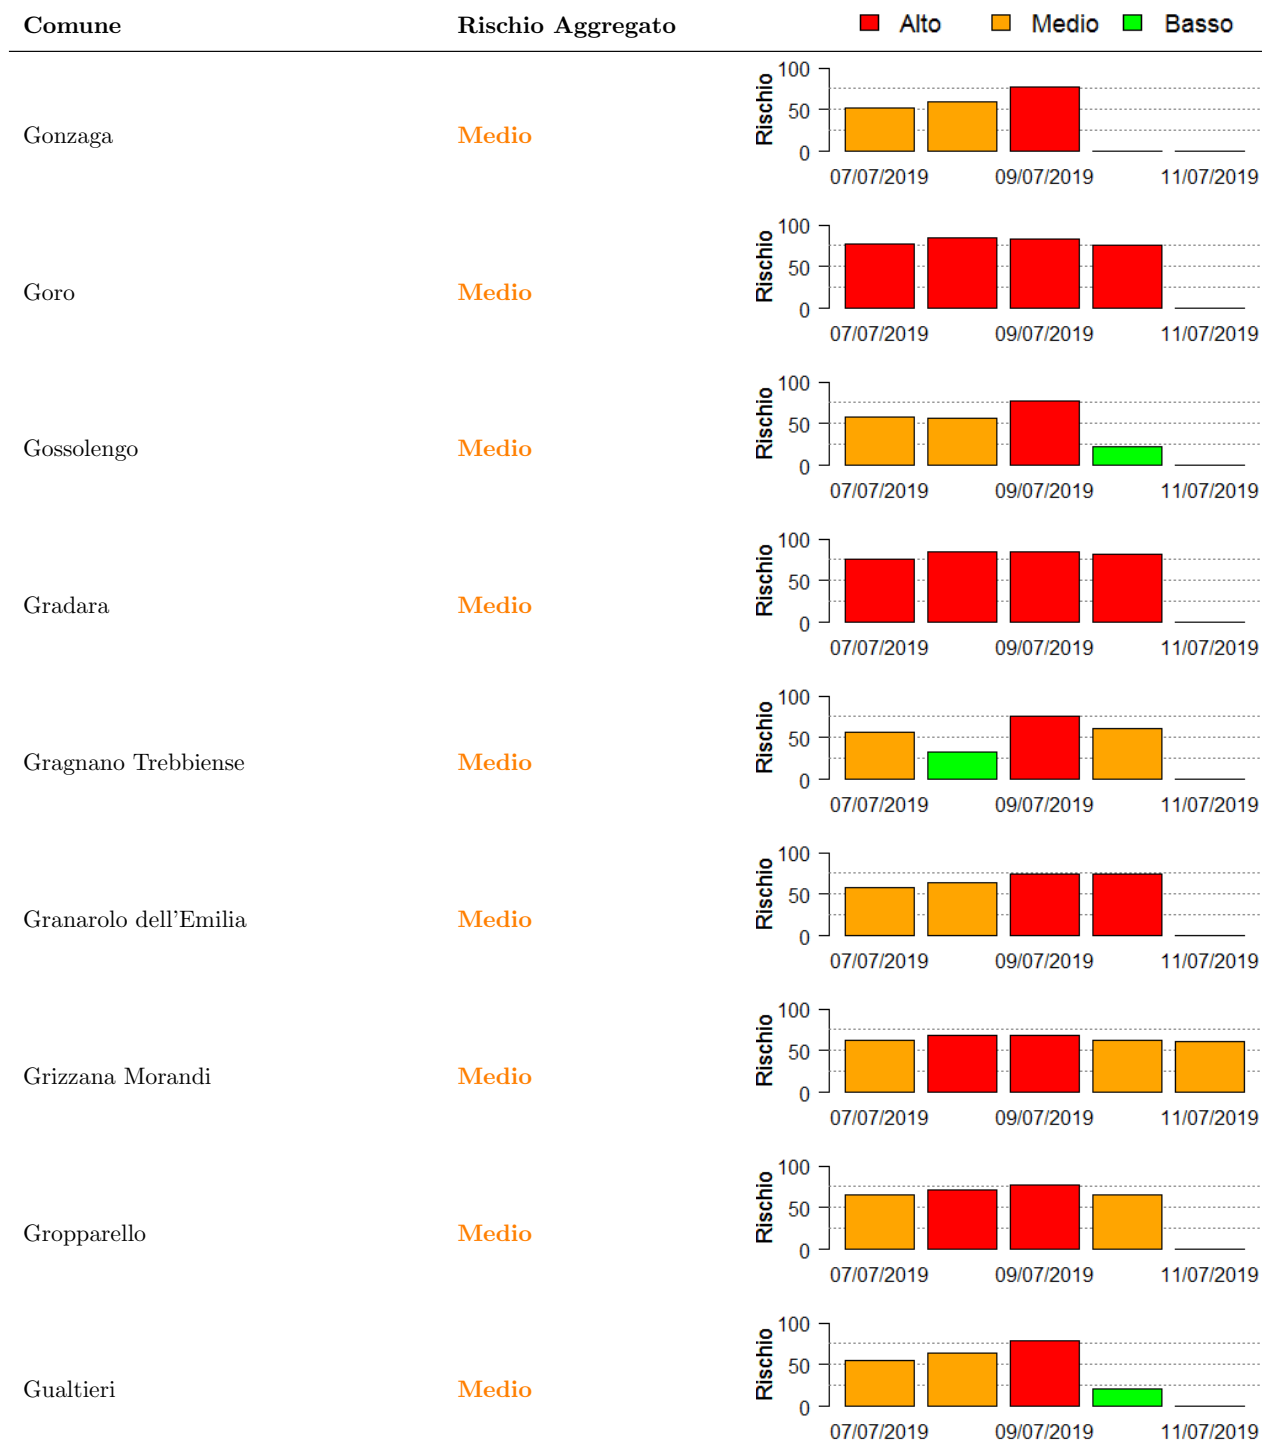 Comune Rischio Aggregato Alto Medio Basso
Gonzaga Medio Rischio 100 50 0
07/07/2019 09/07/2019 11/07/2019
Goro Medio Rischio 100 50 0
07/07/2019 09/07/2019 11/07/2019
Gossolengo Medio Rischio 100 50 0
07/07/2019 09/07/2019 11/07/2019
Gradara Medio Rischio 100 50 0
07/07/2019 09/07/2019 11/07/2019
Gragnano Trebbiense Medio Rischio 100 50 0
07/07/2019 09/07/2019 11/07/2019
Granarolo dell'Emilia Medio Rischio 100 50 0
07/07/2019 09/07/2019 11/07/2019
Grizzana Morandi Medio Rischio 100 50 0
07/07/2019 09/07/2019 11/07/2019
Gropparello Medio Rischio 100 50 0
07/07/2019 09/07/2019 11/07/2019
Gualtieri Medio Rischio 100 50 0
07/07/2019 09/07/2019 11/07/2019